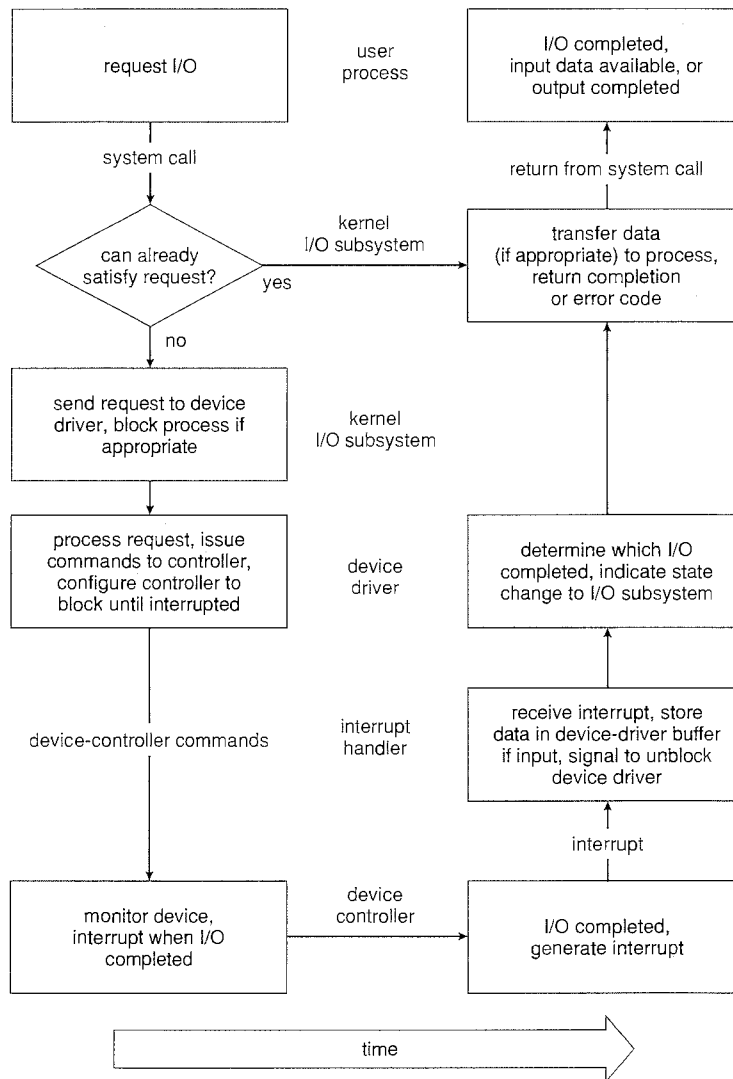 request I/O
user
process
I/O completed,
input data available, or
output completed
system call
return from system call
can already
satisfy request?
yes
no
kernel
I/O subsystem
transfer data
(if appropriate) to process,
return completion
or error code
send request to device
driver, block process if
appropriate
kernel
I/O subsystem
process request, issue
commands to controller,
configure controller to
block until interrupted
device
driver
determine which I/O
completed, indicate state
change to I/O subsystem
device-controller commands
interrupt
handler
receive interrupt, store
data in device-driver buffer
if input, signal to unblock
device driver
interrupt
monitor device,
interrupt when I/O
completed
device
controller
I/O completed,
generate interrupt
time